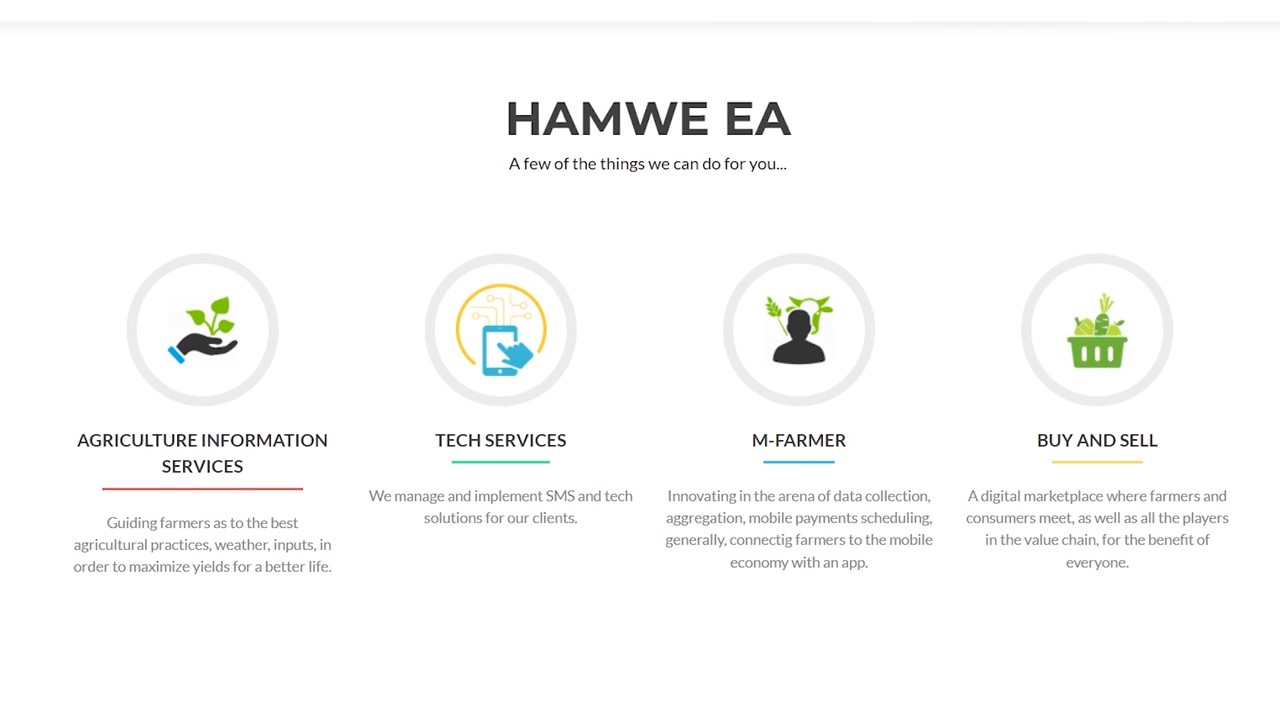 HAMWE EA
A few of the things we can do for you...
AGRICULTURE INFORMATION
SERVICES
Guiding farmers as to the best
agricultural practices, weather, inputs, in
order to maximize yields for a better life.
TECH SERVICES
We manage and implement SMS and tech
solutions for our clients.
M-FARMER
Innovating in the arena of data collection,
aggregation, mobile payments scheduling,
generally, connectig farmers to the mobile
economy with an app.
BUY AND SELL
A digital marketplace where farmers and
consumers meet, as well as all the players
in the value chain, for the benefit of
everyone.